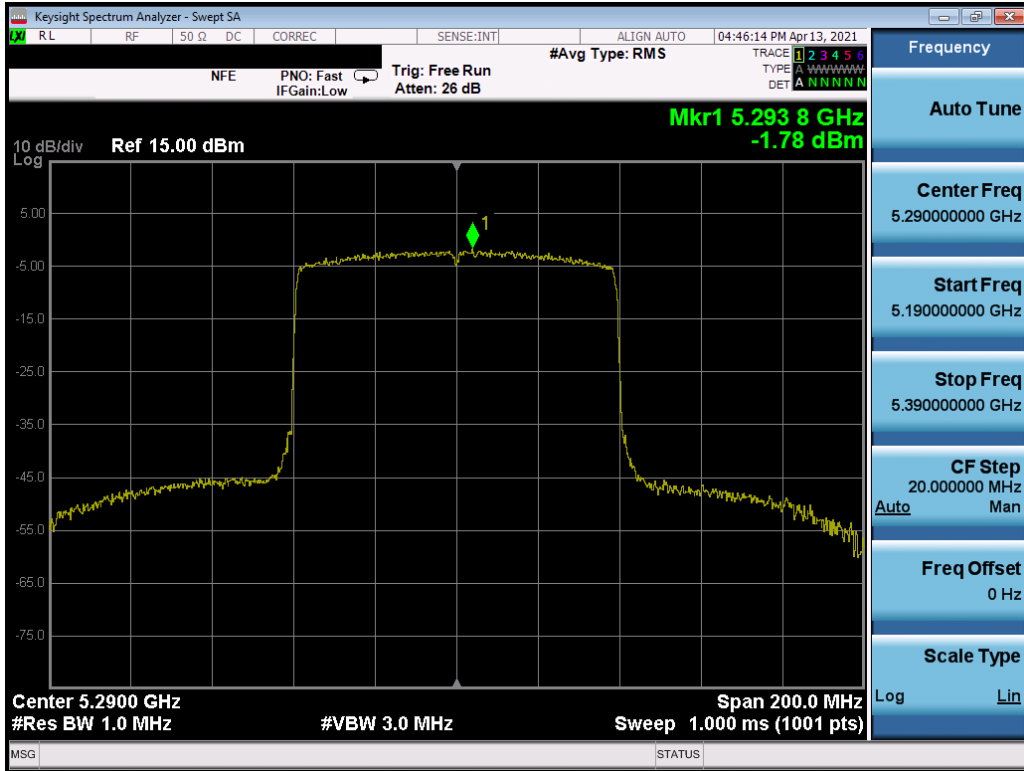 Keysight Spectrum Analyzer - Swept SA
LXI RL RF 50 Ω DC CORREC SENSE:INT ALIGN AUTO 04:46:14 PM Apr 13, 2021
NFE PNO: Fast IFGain:Low Trig: Free Run Atten: 26 dB #Avg Type: RMS
TRACE 1 2 3 4 5 6
TYPE A WWWWW
DET A N N N N N
Mkr1 5.293 8 GHz
-1.78 dBm
10 dB/div Ref 15.00 dBm
Log
1
5.00
-5.00
-15.0
-25.0
-35.0
-45.0
-55.0
-65.0
-75.0
Center 5.2900 GHz Span 200.0 MHz
#Res BW 1.0 MHz #VBW 3.0 MHz Sweep 1.000 ms (1001 pts)
MSG STATUS
Frequency
Auto Tune
Center Freq
5.290000000 GHz
Start Freq
5.190000000 GHz
Stop Freq
5.390000000 GHz
CF Step
20.000000 MHz
Auto Man
Freq Offset
0 Hz
Scale Type
Log Lin